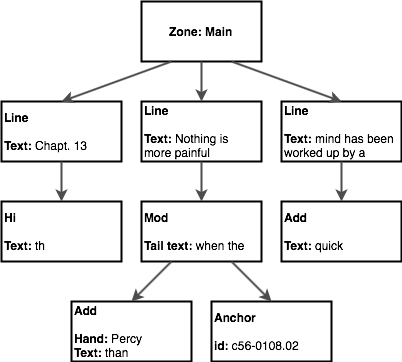 Zone: Main
Line
Text: Chapt. 13
Line
Text: Nothing is
more painful
Line
Text: mind has been
worked up by a
Hi
Text: th
Mod
Tail text: when the
Add
Text: quick
Add
Hand: Percy
Text: than
Anchor
id: c56-0108.02